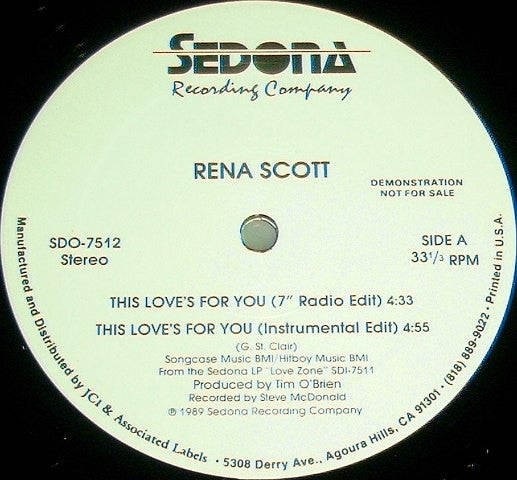 SEDONA
Recording Company
RENA SCOTT
DEMONSTRATION
NOT FOR SALE
SDO-7512
Stereo
SIDE A
33⅓ RPM
THIS LOVE'S FOR YOU (7" Radio Edit) 4:33
THIS LOVE'S FOR YOU (Instrumental Edit) 4:55
(G. St. Clair)
Songcase Music BMI/Hitboy Music BMI
From the Sedona LP "Love Zone" SDI-7511
Produced by Tim O'Brien
Recorded by Steve McDonald
℗ 1989 Sedona Recording Company
Manufactured and Distributed by JCI & Associated Labels • 5308 Derry Ave., Agoura Hills, CA 91301 • (818) 889-9022 • Printed in U.S.A.